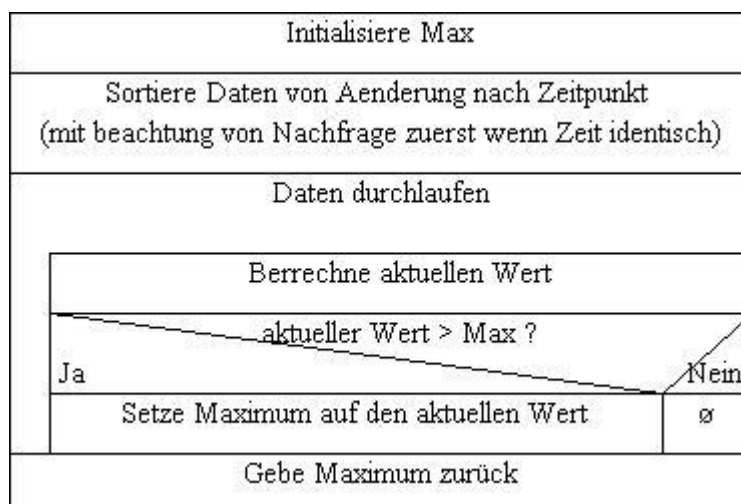 Initialisiere Max
Sortiere Daten von Aenderung nach Zeitpunkt
(mit beachtung von Nachfrage zuerst wenn Zeit identisch)
Daten durchlaufen
Berrechne aktuellen Wert
aktueller Wert > Max ?
Ja
Nein
Setze Maximum auf den aktuellen Wert
ø
Gebe Maximum zurück